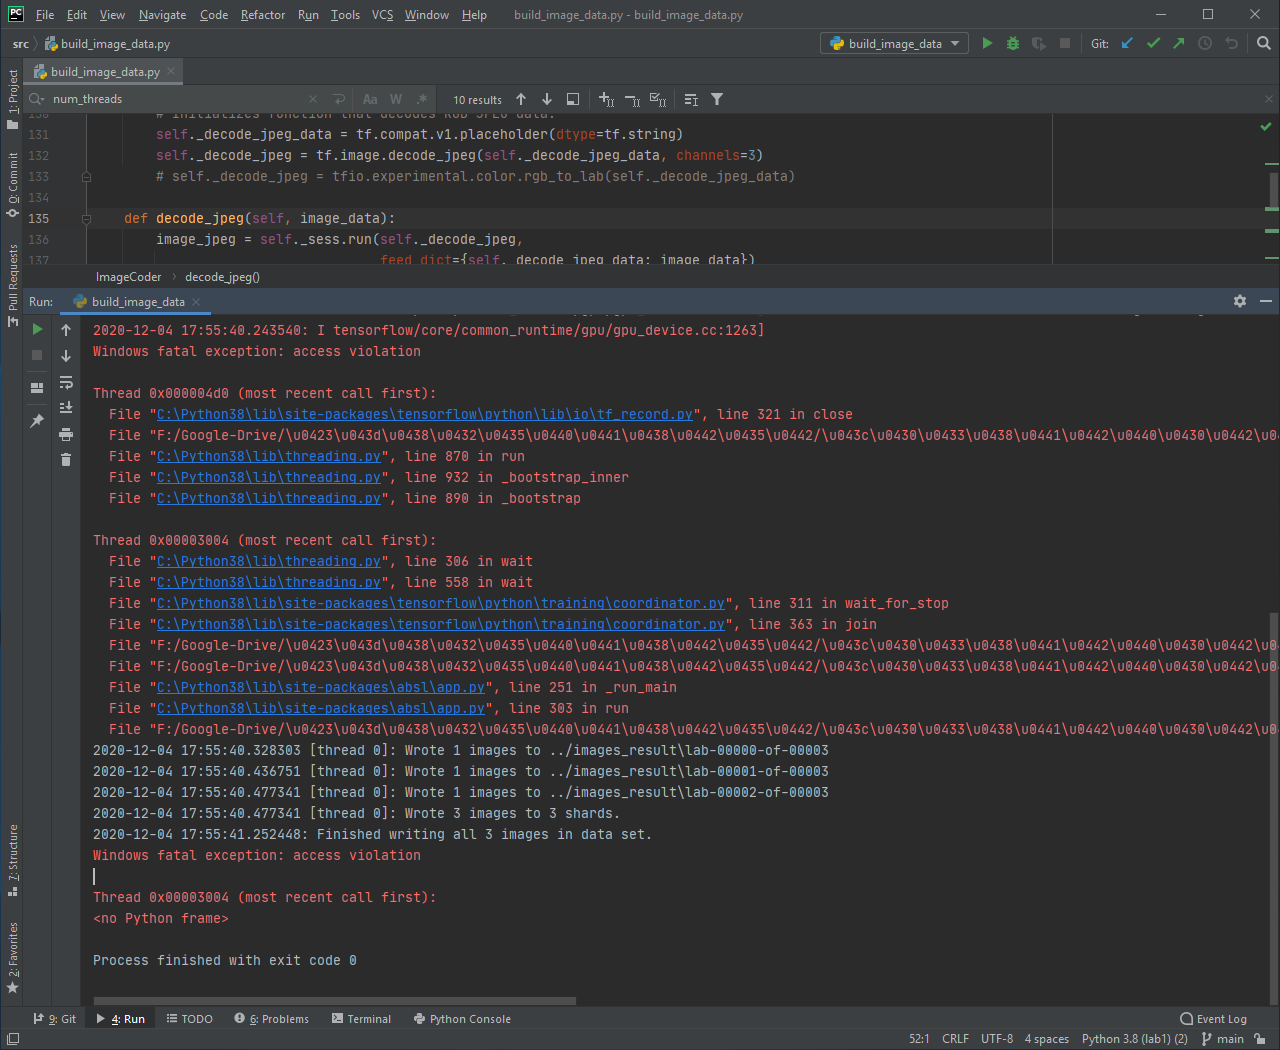 File Edit View Navigate Code Refactor Run Tools VCS Window Help build_image_data.py - build_image_data.py
src build_image_data.py build_image_data Git:
build_image_data.py
num_threads Aa W .* 10 results
130 # Initializes function that decodes RGB JPEG data.
131 self._decode_jpeg_data = tf.compat.v1.placeholder(dtype=tf.string)
132 self._decode_jpeg = tf.image.decode_jpeg(self._decode_jpeg_data, channels=3)
133 # self._decode_jpeg = tfio.experimental.color.rgb_to_lab(self._decode_jpeg_data)
134
135 def decode_jpeg(self, image_data):
136 image_jpeg = self._sess.run(self._decode_jpeg,
137 feed_dict={self._decode_jpeg_data: image_data})
ImageCoder decode_jpeg()
Run: build_image_data
2020-12-04 17:55:40.243540: I tensorflow/core/common_runtime/gpu/gpu_device.cc:1263]
Windows fatal exception: access violation
Thread 0x000004d0 (most recent call first):
File "C:\Python38\lib\site-packages\tensorflow\python\lib\io\tf_record.py", line 321 in close
File "F:/Google-Drive/\u0423\u043d\u0438\u0432\u0435\u0440\u0441\u0438\u0442\u0435\u0442/\u043c\u0430\u0433\u0438\u0441\u0442\u0440\u0430\u0442\u0
File "C:\Python38\lib\threading.py", line 870 in run
File "C:\Python38\lib\threading.py", line 932 in _bootstrap_inner
File "C:\Python38\lib\threading.py", line 890 in _bootstrap
Thread 0x00003004 (most recent call first):
File "C:\Python38\lib\threading.py", line 306 in wait
File "C:\Python38\lib\threading.py", line 558 in wait
File "C:\Python38\lib\site-packages\tensorflow\python\training\coordinator.py", line 311 in wait_for_stop
File "C:\Python38\lib\site-packages\tensorflow\python\training\coordinator.py", line 363 in join
File "F:/Google-Drive/\u0423\u043d\u0438\u0432\u0435\u0440\u0441\u0438\u0442\u0435\u0442/\u043c\u0430\u0433\u0438\u0441\u0442\u0440\u0430\u0442\u0
File "F:/Google-Drive/\u0423\u043d\u0438\u0432\u0435\u0440\u0441\u0438\u0442\u0435\u0442/\u043c\u0430\u0433\u0438\u0441\u0442\u0440\u0430\u0442\u0
File "C:\Python38\lib\site-packages\absl\app.py", line 251 in _run_main
File "C:\Python38\lib\site-packages\absl\app.py", line 303 in run
File "F:/Google-Drive/\u0423\u043d\u0438\u0432\u0435\u0440\u0441\u0438\u0442\u0435\u0442/\u043c\u0430\u0433\u0438\u0441\u0442\u0440\u0430\u0442\u0
2020-12-04 17:55:40.328303 [thread 0]: Wrote 1 images to ../images_result\lab-00000-of-00003
2020-12-04 17:55:40.436751 [thread 0]: Wrote 1 images to ../images_result\lab-00001-of-00003
2020-12-04 17:55:40.477341 [thread 0]: Wrote 1 images to ../images_result\lab-00002-of-00003
2020-12-04 17:55:40.477341 [thread 0]: Wrote 3 images to 3 shards.
2020-12-04 17:55:41.252448: Finished writing all 3 images in data set.
Windows fatal exception: access violation
Thread 0x00003004 (most recent call first):
<no Python frame>
Process finished with exit code 0
1: Project
0: Commit
Pull Requests
7: Structure
2: Favorites
9: Git 4: Run TODO 6: Problems Terminal Python Console Event Log
52:1 CRLF UTF-8 4 spaces Python 3.8 (lab1) (2) main